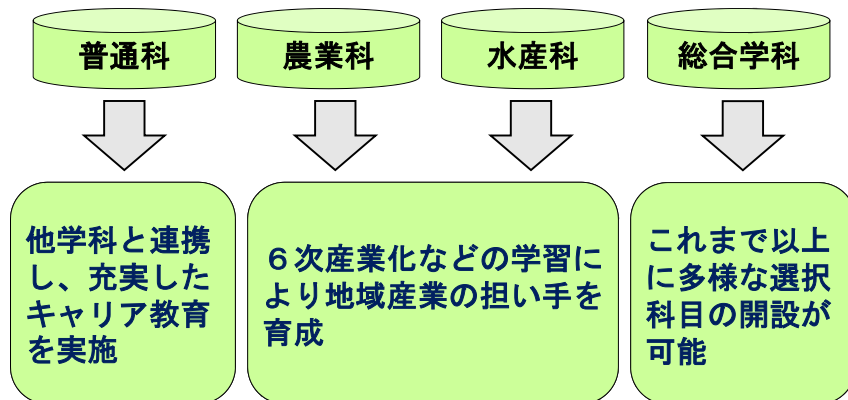 普通科
農業科
水産科
総合学科
他学科と連携
し、充実した
キャリア教育
を実施
６次産業化などの学習に
より地域産業の担い手を
育成
これまで以上
に多様な選択
科目の開設が
可能